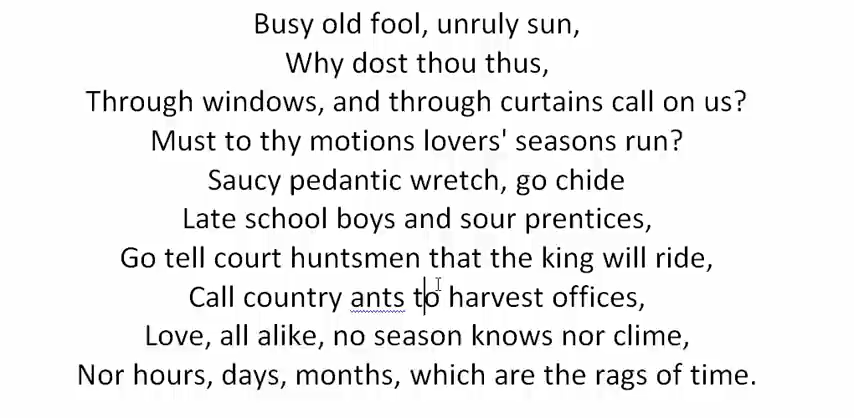 Busy old fool, unruly sun,
Why dost thou thus,
Through windows, and through curtains call on us?
Must to thy motions lovers' seasons run?
Saucy pedantic wretch, go chide
Late school boys and sour prentices,
Go tell court huntsmen that the king will ride,
Call country ants to harvest offices,
Love, all alike, no season knows nor clime,
Nor hours, days, months, which are the rags of time.